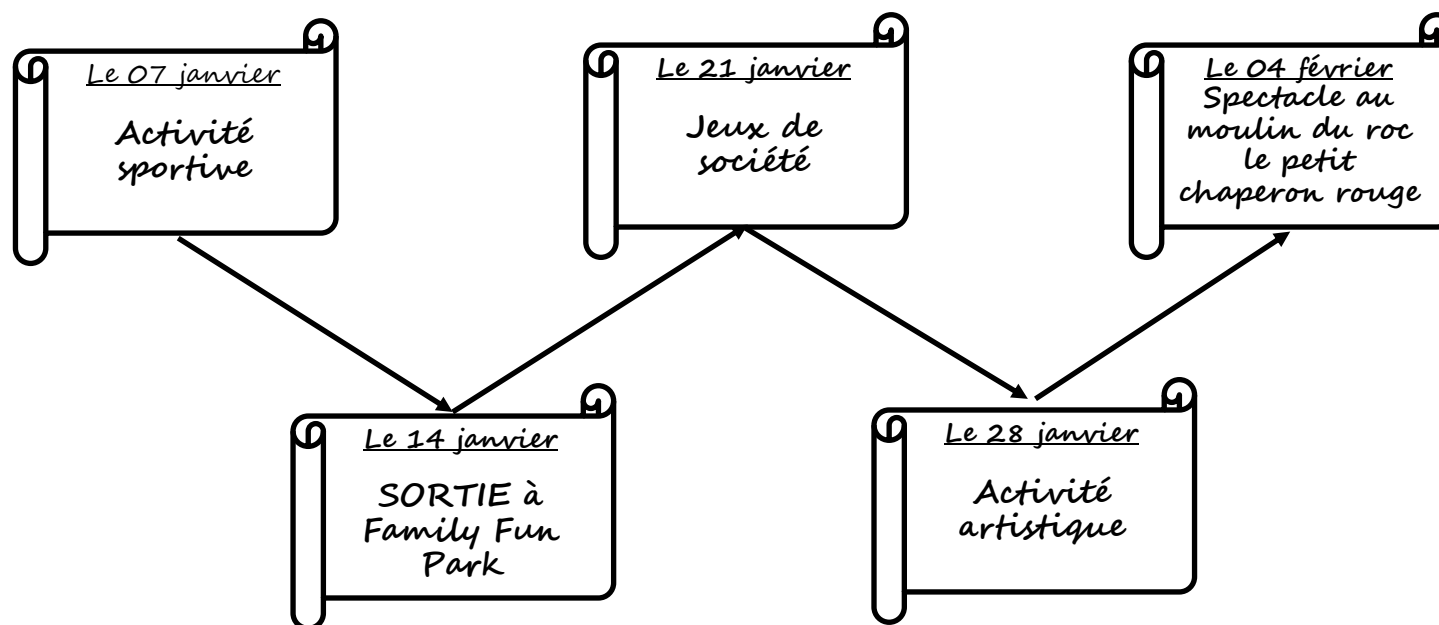 Le 07 janvier
Activité
sportive
Le 14 janvier
SORTIE à
Family Fun
Park
Le 21 janvier
Jeux de
société
Le 28 janvier
Activité
artistique
Le 04 février
Spectacle au
moulin du roc
le petit
chaperon rouge